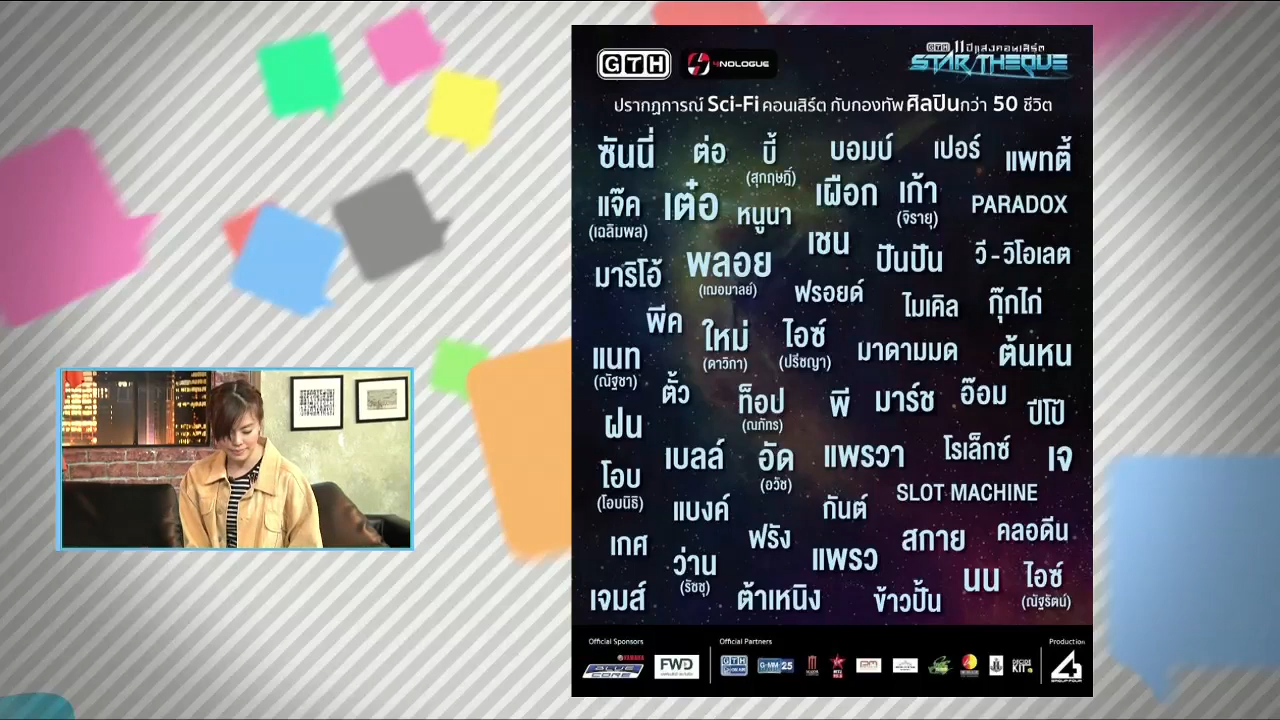 GTH
4NOLOGUE
GTH 11 ปีแสงคอนเสิร์ต
STAR THEQUE
ปรากฏการณ์ Sci-Fi คอนเสิร์ต กับกองทัพ ศิลปินกว่า 50 ชีวิต
ซันนี่ ต่อ บี้ (สุกฤษฎิ์) บอมบ์ เปอร์ แพทตี้
แจ๊ค (เฉลิมพล) เต๋อ หนูนา เผือก เก้า (จิรายุ) PARADOX
มาริโอ้ พลอย (เฌอมาลย์) เชน ปันปัน วี - วิโอเลต
ฟรอยด์ ไมเคิล กุ๊กไก่
พีค ใหม่ (ดาวิกา) ไอซ์ (ปรีชญา) มาดามมด ต้นหน
แนท (ณัฐชา) ตั้ว ท็อป (ณภัทร) พี มาร์ช อ๊อม ปีโป้
ฝน เบลล์ อัด (อวัช) แพรวา โรเล็กซ์ เจ
โอบ (โอบนิธิ) แบงค์ กันต์ SLOT MACHINE
เกศ ว่าน (รัชชุ) ฟรัง แพรว สกาย คลอดีน
เจมส์ ต้าเหนิง ข้าวปั้น นน ไอซ์ (ณัฐรัตน์)
Official Sponsors Official Partners Production
YAMAHA BLUE CORE FWD GTH G-MM 25 DECIDE KIT 4 GROUP FOUR